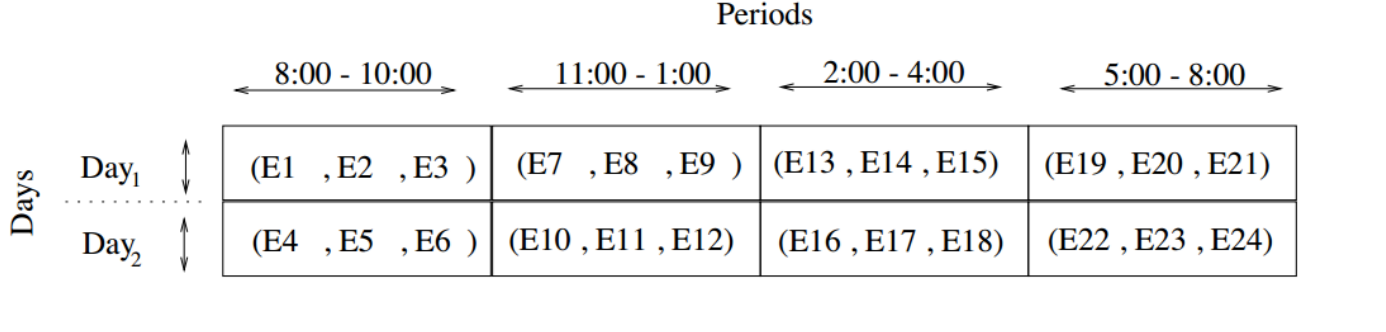 Periods
8:00 - 10:00 11:00 - 1:00 2:00 - 4:00 5:00 - 8:00
Days
Day1 (E1 ,E2 ,E3 ) (E7 ,E8 ,E9 ) (E13 ,E14 ,E15) (E19 ,E20 ,E21)
Day2 (E4 ,E5 ,E6 ) (E10 ,E11 ,E12) (E16 ,E17 ,E18) (E22 ,E23 ,E24)